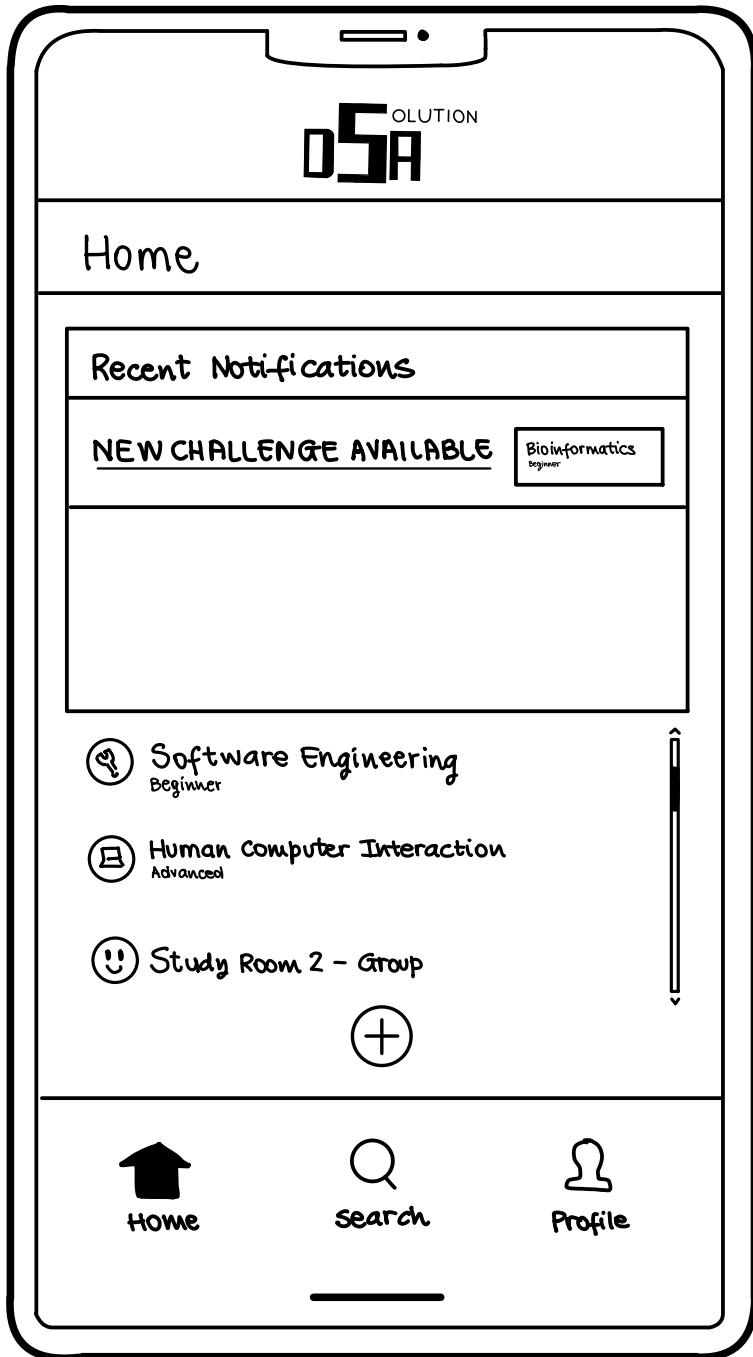 DSA
OLUTION
Home
Recent Notifications
NEW CHALLENGE AVAILABLE
Bioinformatics
Beginner
Software Engineering
Beginner
Human Computer Interaction
Advanced
Study Room 2 - Group
Home
Search
Profile